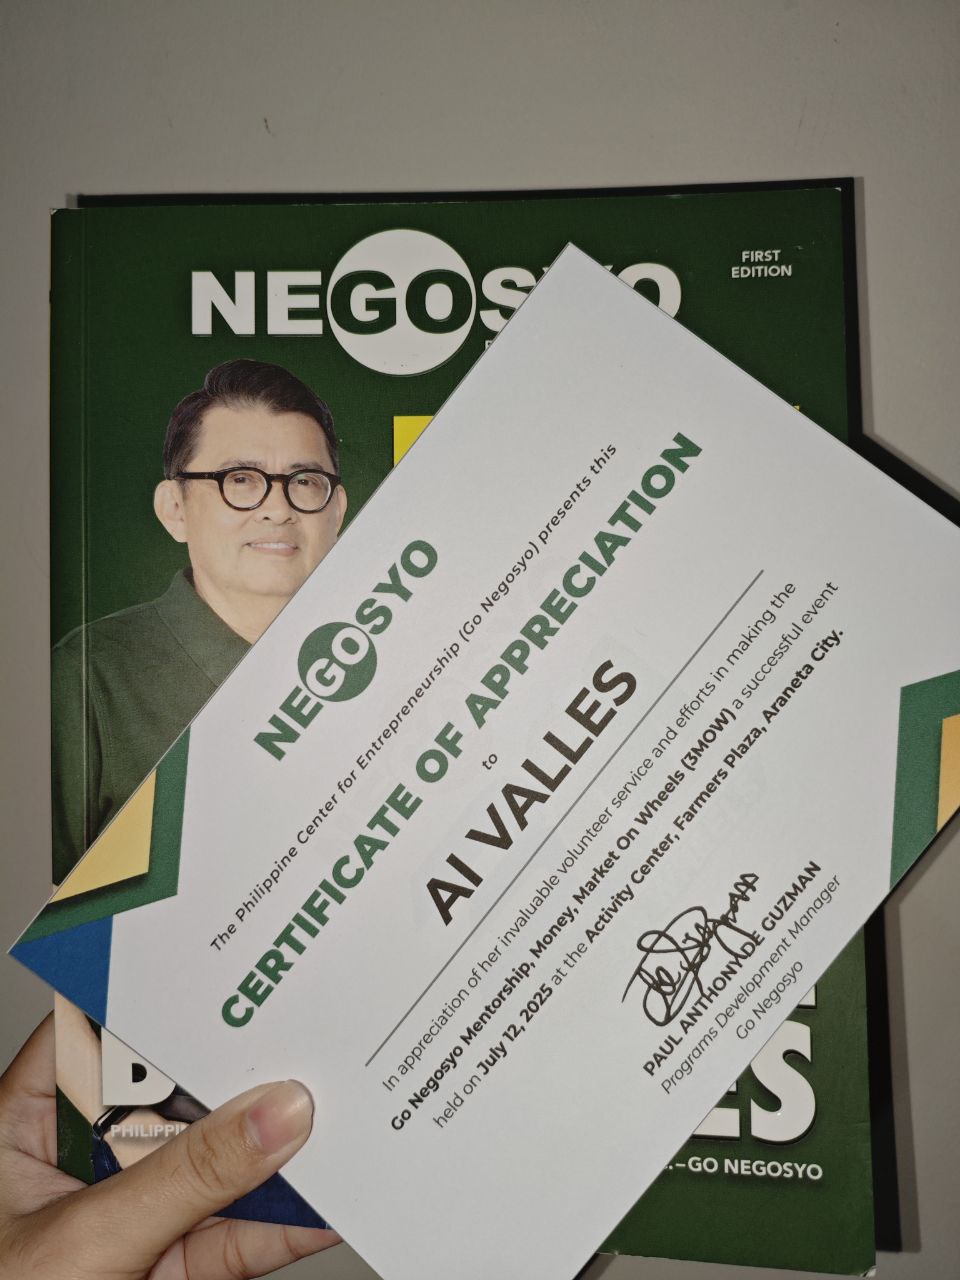 NEGOSYO
FIRST
EDITION
NEGOSYO
The Philippine Center for Entrepreneurship (Go Negosyo) presents this
CERTIFICATE OF APPRECIATION
to
AI VALLES
In appreciation of her invaluable volunteer service and efforts in making the
Go Negosyo Mentorship, Money, Market On Wheels (3MOW) a successful event
held on July 12, 2025 at the Activity Center, Farmers Plaza, Araneta City.
PAUL ANTHONY DE GUZMAN
Programs Development Manager
Go Negosyo
ES
–GO NEGOSYO